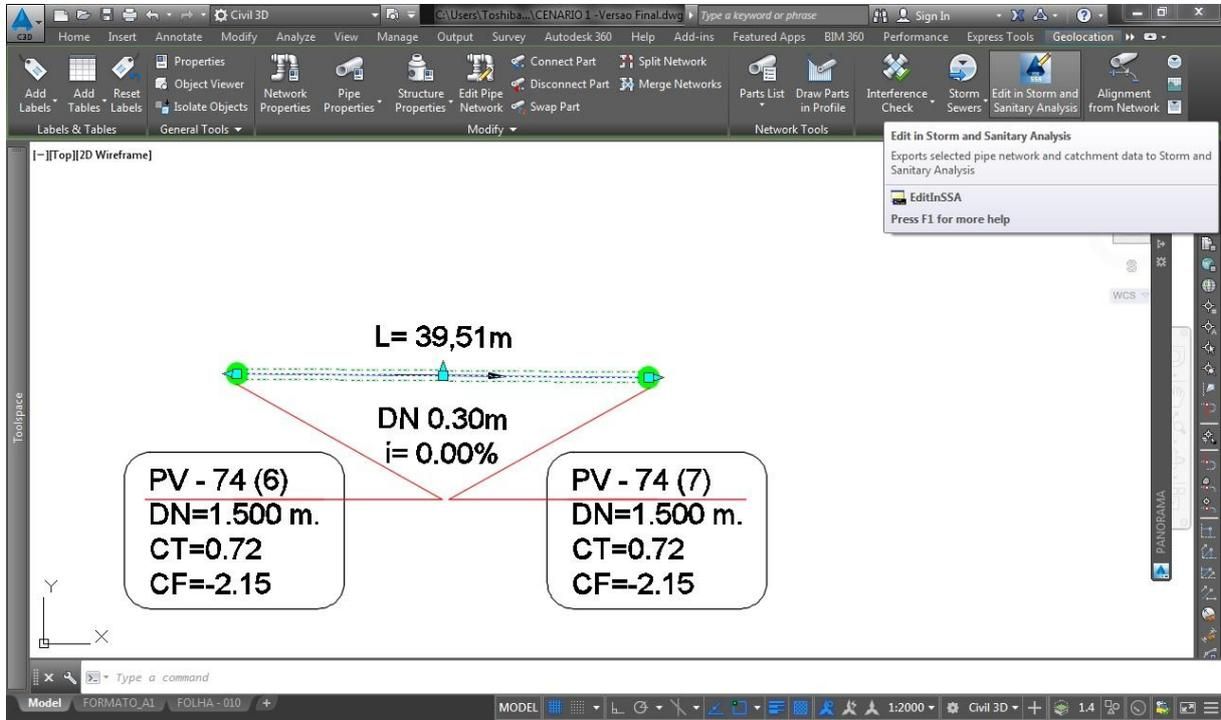 Civil 3D
C:\Users\Toshiba...\CENARIO 1 -Versao Final.dwg
Type a keyword or phrase
Sign In
C3D
Home Insert Annotate Modify Analyze View Manage Output Survey Autodesk 360 Help Add-ins Featured Apps BIM 360 Performance Express Tools Geolocation
Add Labels
Add Tables
Reset Labels
Properties
Object Viewer
Isolate Objects
Network Properties
Pipe Properties
Structure Properties
Edit Pipe Network
Connect Part
Disconnect Part
Swap Part
Split Network
Merge Networks
Parts List
Draw Parts in Profile
Interference Check
Storm Sewers
Edit in Storm and Sanitary Analysis
Alignment from Network
Labels & Tables
General Tools
Modify
Network Tools
Edit in Storm and Sanitary Analysis
Exports selected pipe network and catchment data to Storm and
Sanitary Analysis
EditInSSA
Press F1 for more help
[−][Top][2D Wireframe]
S
WCS
L= 39,51m
DN 0.30m
i= 0.00%
PV - 74 (6)
DN=1.500 m.
CT=0.72
CF=-2.15
PV - 74 (7)
DN=1.500 m.
CT=0.72
CF=-2.15
Toolspace
PANORAMA
Y
X
Type a command
Model FORMATO_A1 FOLHA - 010
MODEL
1:2000
Civil 3D
1.4